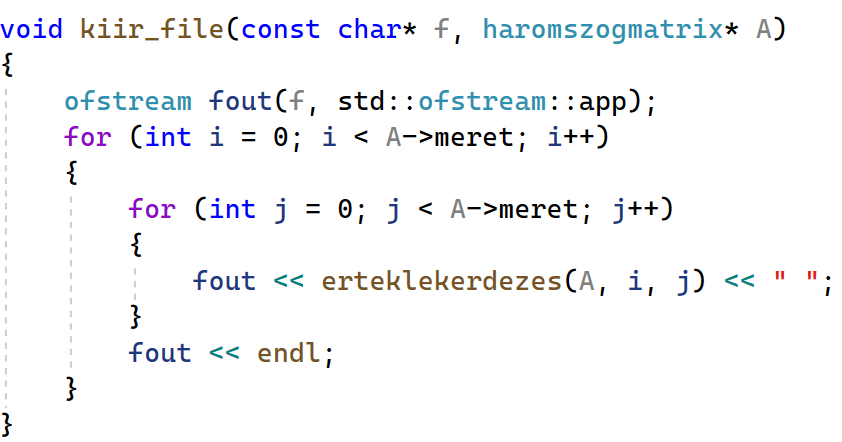 void kiir_file(const char* f, haromszogmatrix* A)
{
    ofstream fout(f, std::ofstream::app);
    for (int i = 0; i < A->meret; i++)
    {
        for (int j = 0; j < A->meret; j++)
        {
            fout << erteklekerdezes(A, i, j) << " ";
        }
        fout << endl;
    }
}